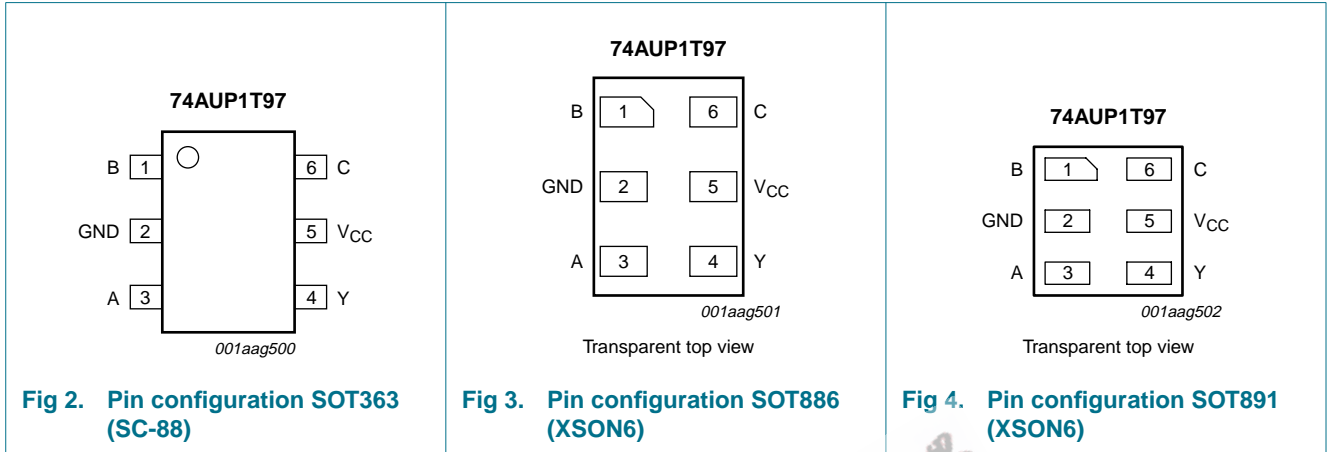 74AUP1T97
B 1 6 C
GND 2 5 VCC
A 3 4 Y
001aag500
Fig 2. Pin configuration SOT363
(SC-88)
74AUP1T97
B 1 6 C
GND 2 5 VCC
A 3 4 Y
001aag501
Transparent top view
Fig 3. Pin configuration SOT886
(XSON6)
74AUP1T97
B 1 6 C
GND 2 5 VCC
A 3 4 Y
001aag502
Transparent top view
Fig 4. Pin configuration SOT891
(XSON6)